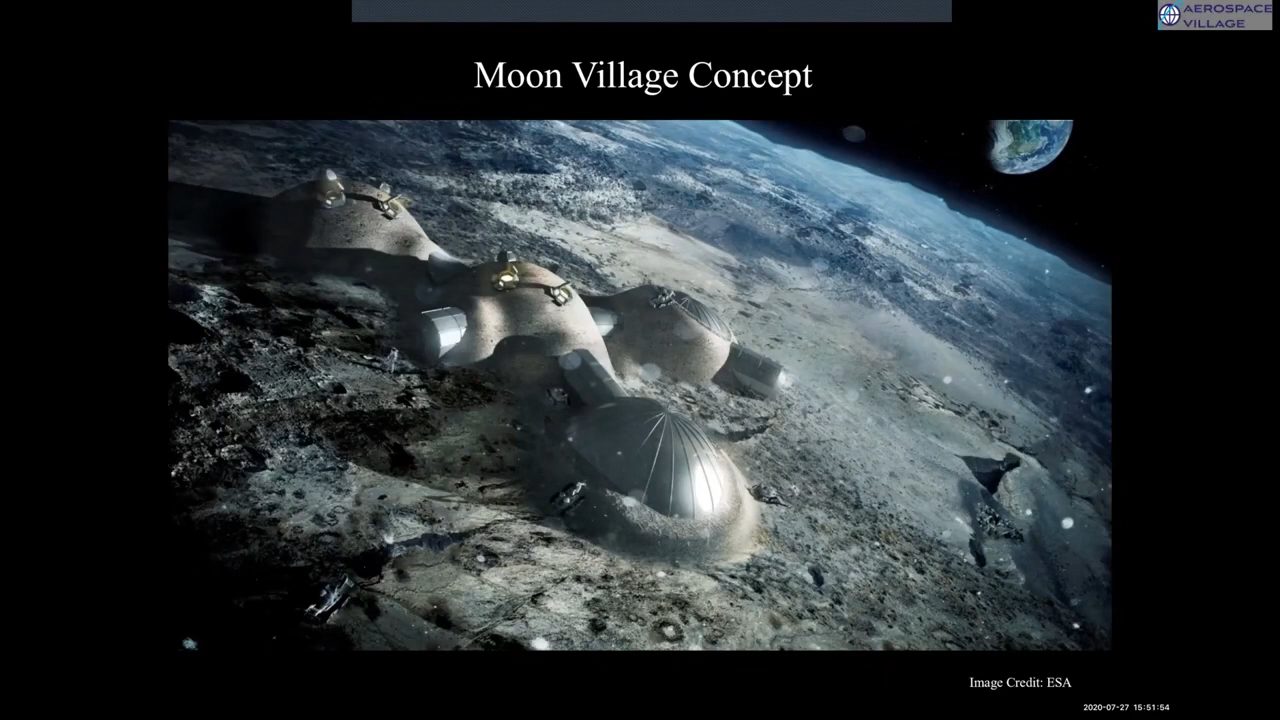 AEROSPACE
VILLAGE
Moon Village Concept
Image Credit: ESA
2020-07-27 15:51:54